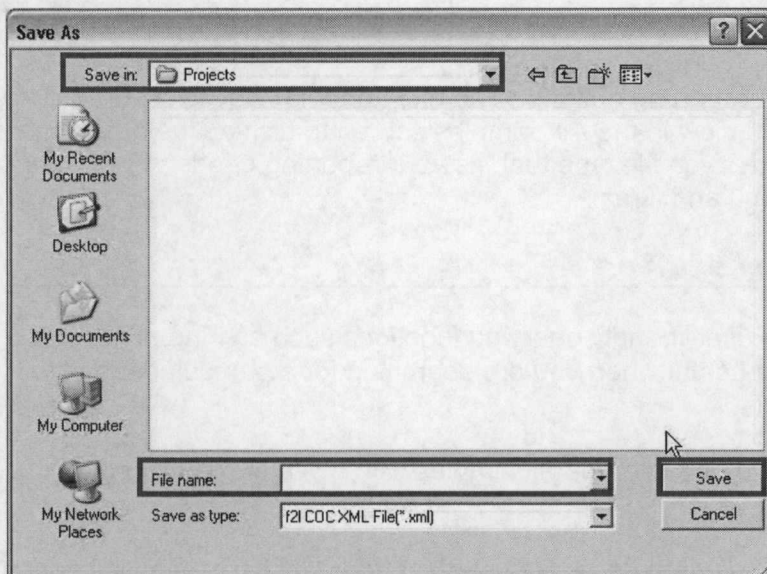 Save As
Save in: Projects
My Recent
Documents
Desktop
My Documents
My Computer
My Network
Places
File name:
Save
Save as type: f2l COC XML File(*.xml)
Cancel